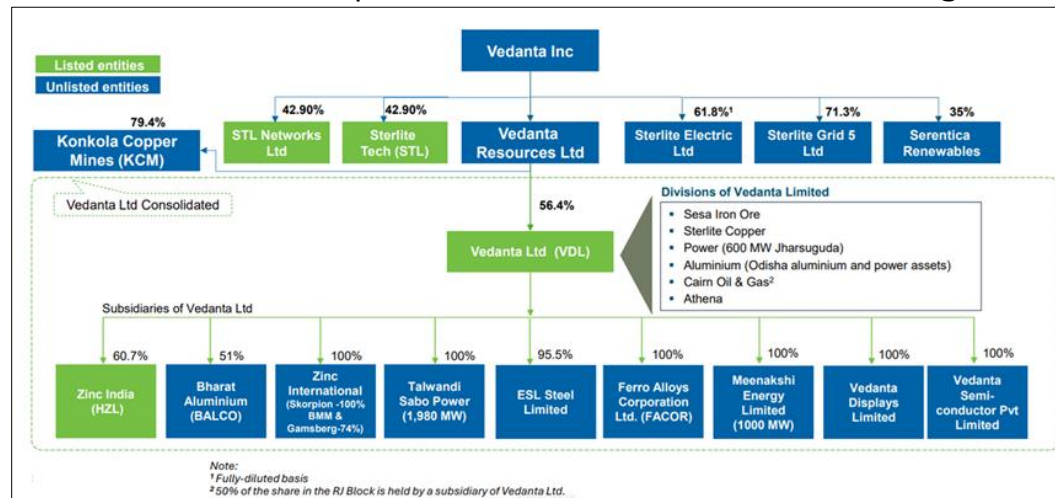 Listed entities
Unlisted entities
Vedanta Inc
79.4%
42.90%
42.90%
61.8%¹
71.3%
35%
Konkola Copper
Mines (KCM)
STL Networks
Ltd
Sterlite
Tech (STL)
Vedanta
Resources Ltd
Sterlite Electric
Ltd
Sterlite Grid 5
Ltd
Serentica
Renewables
Vedanta Ltd Consolidated
56.4%
Vedanta Ltd (VDL)
Divisions of Vedanta Limited
▪ Sesa Iron Ore
▪ Sterlite Copper
▪ Power (600 MW Jharsuguda)
▪ Aluminium (Odisha aluminium and power assets)
▪ Cairn Oil & Gas²
▪ Athena
Subsidiaries of Vedanta Ltd
60.7%
51%
100%
100%
95.5%
100%
100%
100%
100%
Zinc India
(HZL)
Bharat
Aluminium
(BALCO)
Zinc
International
(Skorpion -100%
BMM &
Gamsberg-74%)
Talwandi
Sabo Power
(1,980 MW)
ESL Steel
Limited
Ferro Alloys
Corporation
Ltd. (FACOR)
Meenakshi
Energy
Limited
(1000 MW)
Vedanta
Displays
Limited
Vedanta
Semi-
conductor Pvt
Limited
Note:
¹ Fully-diluted basis
² 50% of the share in the RJ Block is held by a subsidiary of Vedanta Ltd.